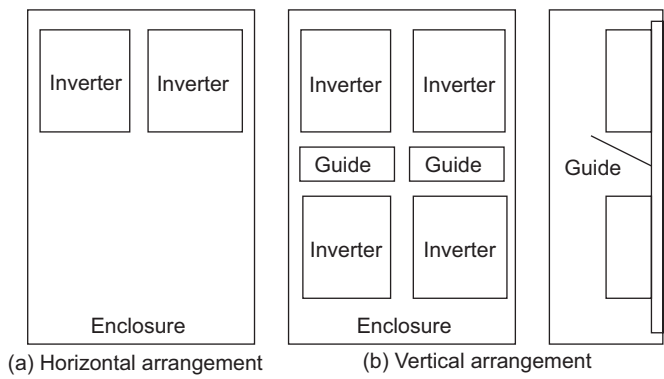 Inverter Inverter
Enclosure
(a) Horizontal arrangement
Inverter Inverter
Guide Guide
Inverter Inverter
Enclosure
Guide
(b) Vertical arrangement